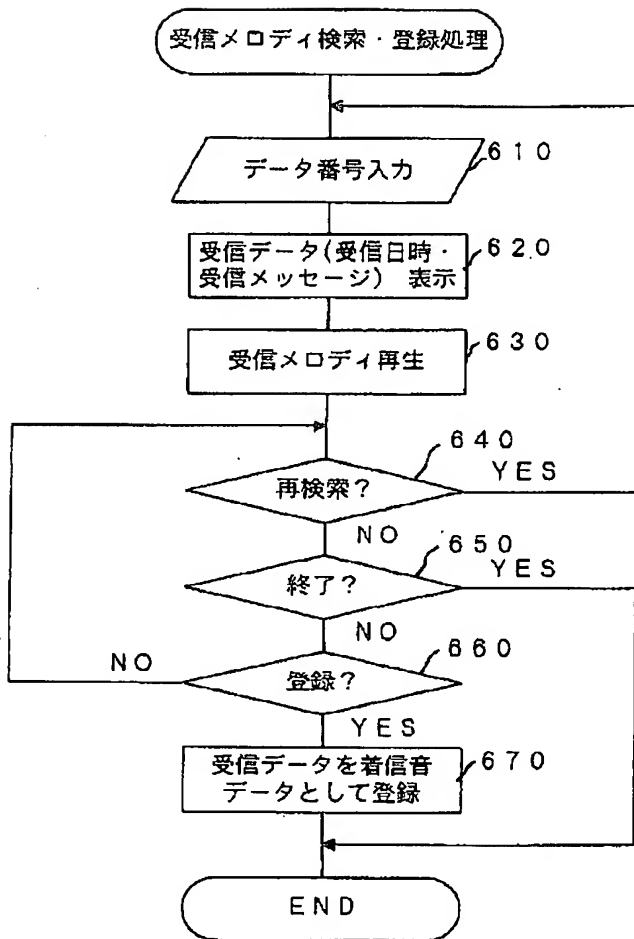 受信メロディ検索・登録処理
データ番号入力
610
受信データ(受信日時・
受信メッセージ) 表示
620
受信メロディ再生
630
再検索?
640
YES
NO
終了?
650
YES
NO
登録?
660
NO
YES
受信データを着信音
データとして登録
670
END